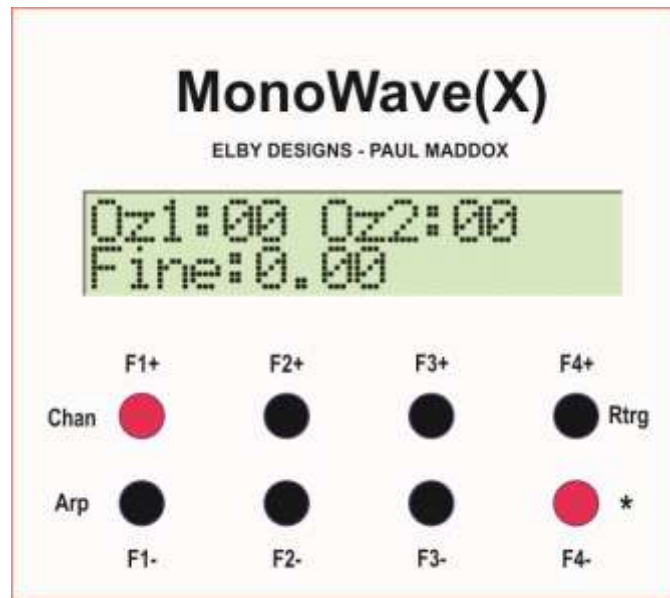 MonoWave(X)
ELBY DESIGNS - PAUL MADDOX
Oz1:00 Oz2:00
Fine:0.00
F1+ F2+ F3+ F4+
Chan Rtrg
Arp *
F1- F2- F3- F4-